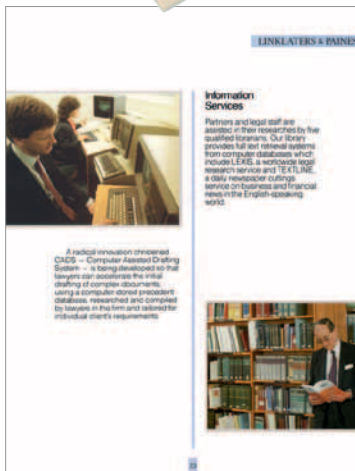 LINKLATERS & PAINES
Information
Services
Partners and legal staff are
assisted in their researches by five
qualified librarians. Our library
provides full text retrieval systems
from computer databases which
include LEXIS, a worldwide legal
research service and TEXTLINE,
a daily newspaper cuttings
service on business and financial
news in the English-speaking
world.
A radical innovation christened
CADS – Computer Assisted Drafting
System – is being developed so that
lawyers can accelerate the initial
drafting of complex documents,
using a computer-stored precedent
database, researched and compiled
by lawyers in the firm and tailored for
individual client's requirements.